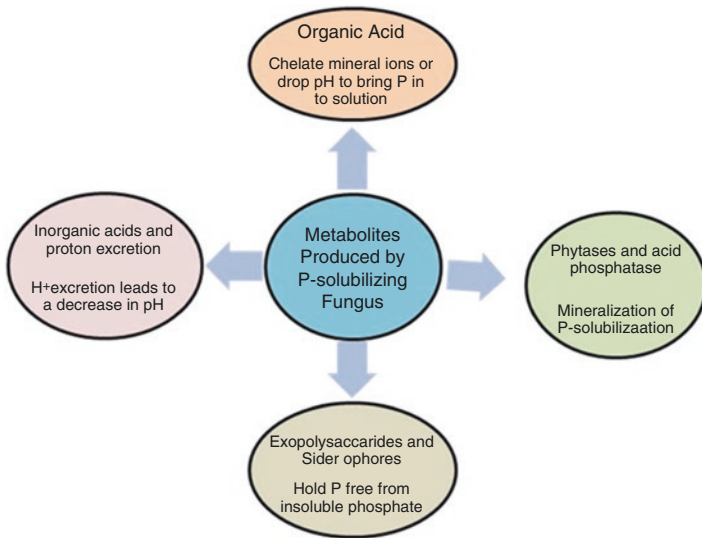 Organic Acid
Chelate mineral ions or
drop pH to bring P in
to solution
Inorganic acids and
proton excretion
H+excretion leads to
a decrease in pH
Metabolites
Produced by
P-solubilizing
Fungus
Phytases and acid
phosphatase
Mineralization of
P-solubilizaation
Exopolysaccarides and
Sider ophores
Hold P free from
insoluble phosphate